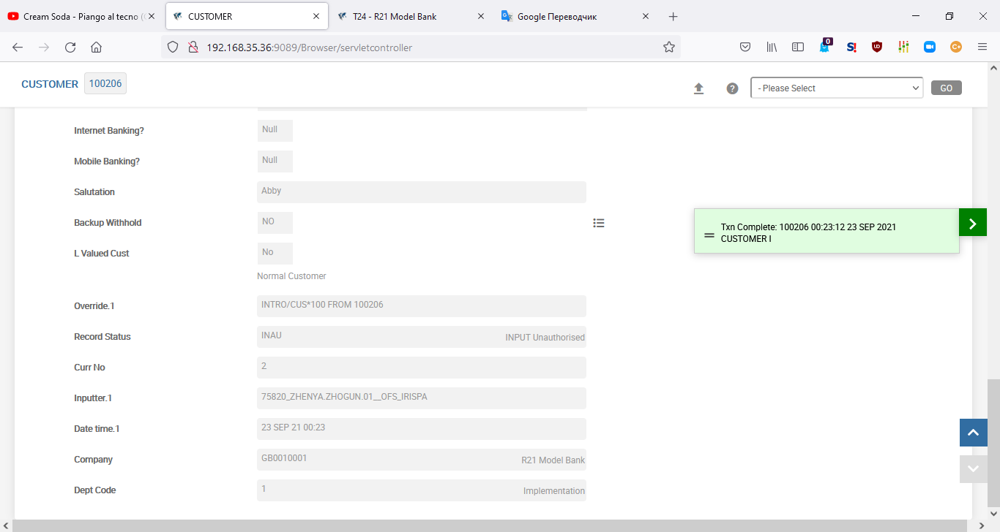 Cream Soda - Piango al tecno (
CUSTOMER
T24 - R21 Model Bank
Google Переводчик
192.168.35.36:9089/Browser/servletcontroller
0
S!
UD
C+
CUSTOMER 100206
?
- Please Select
GO
Internet Banking? Null
Mobile Banking? Null
Salutation Abby
Backup Withhold NO
L Valued Cust No
Normal Customer
Txn Complete: 100206 00:23:12 23 SEP 2021
CUSTOMER I
Override.1 INTRO/CUS*100 FROM 100206
Record Status INAU INPUT Unauthorised
Curr No 2
Inputter.1 75820_ZHENYA.ZHOGUN.01__OFS_IRISPA
Date time.1 23 SEP 21 00:23
Company GB0010001 R21 Model Bank
Dept Code 1 Implementation